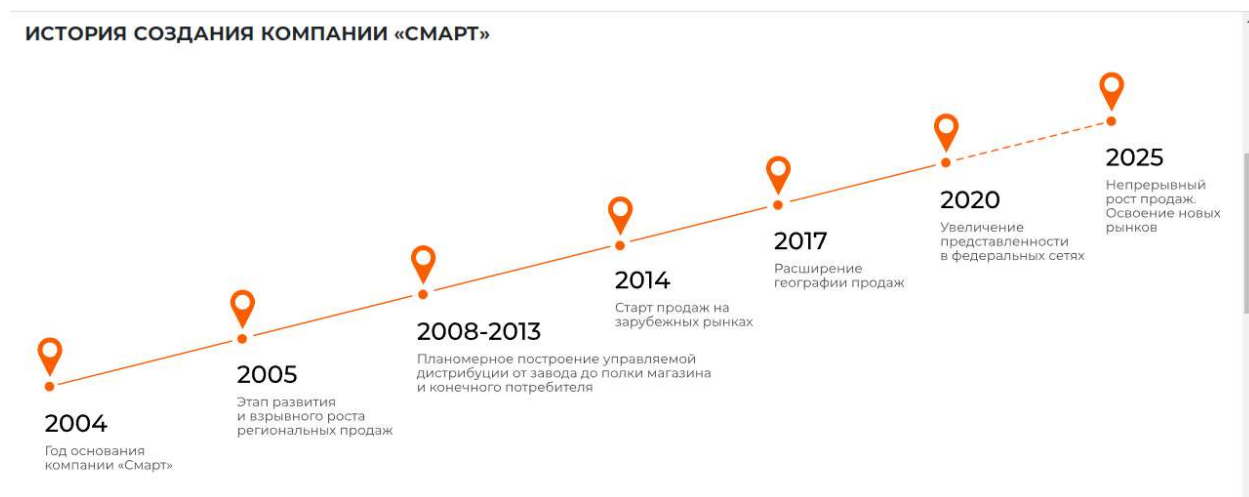 ИСТОРИЯ СОЗДАНИЯ КОМПАНИИ «СМАРТ»
2004
Год основания
компании «Смарт»
2005
Этап развития
и взрывного роста
региональных продаж
2008-2013
Планомерное построение управляемой
дистрибуции от завода до полки магазина
и конечного потребителя
2014
Старт продаж на
зарубежных рынках
2017
Расширение
географии продаж
2020
Увеличение
представленности
в федеральных сетях
2025
Непрерывный
рост продаж.
Освоение новых
рынков